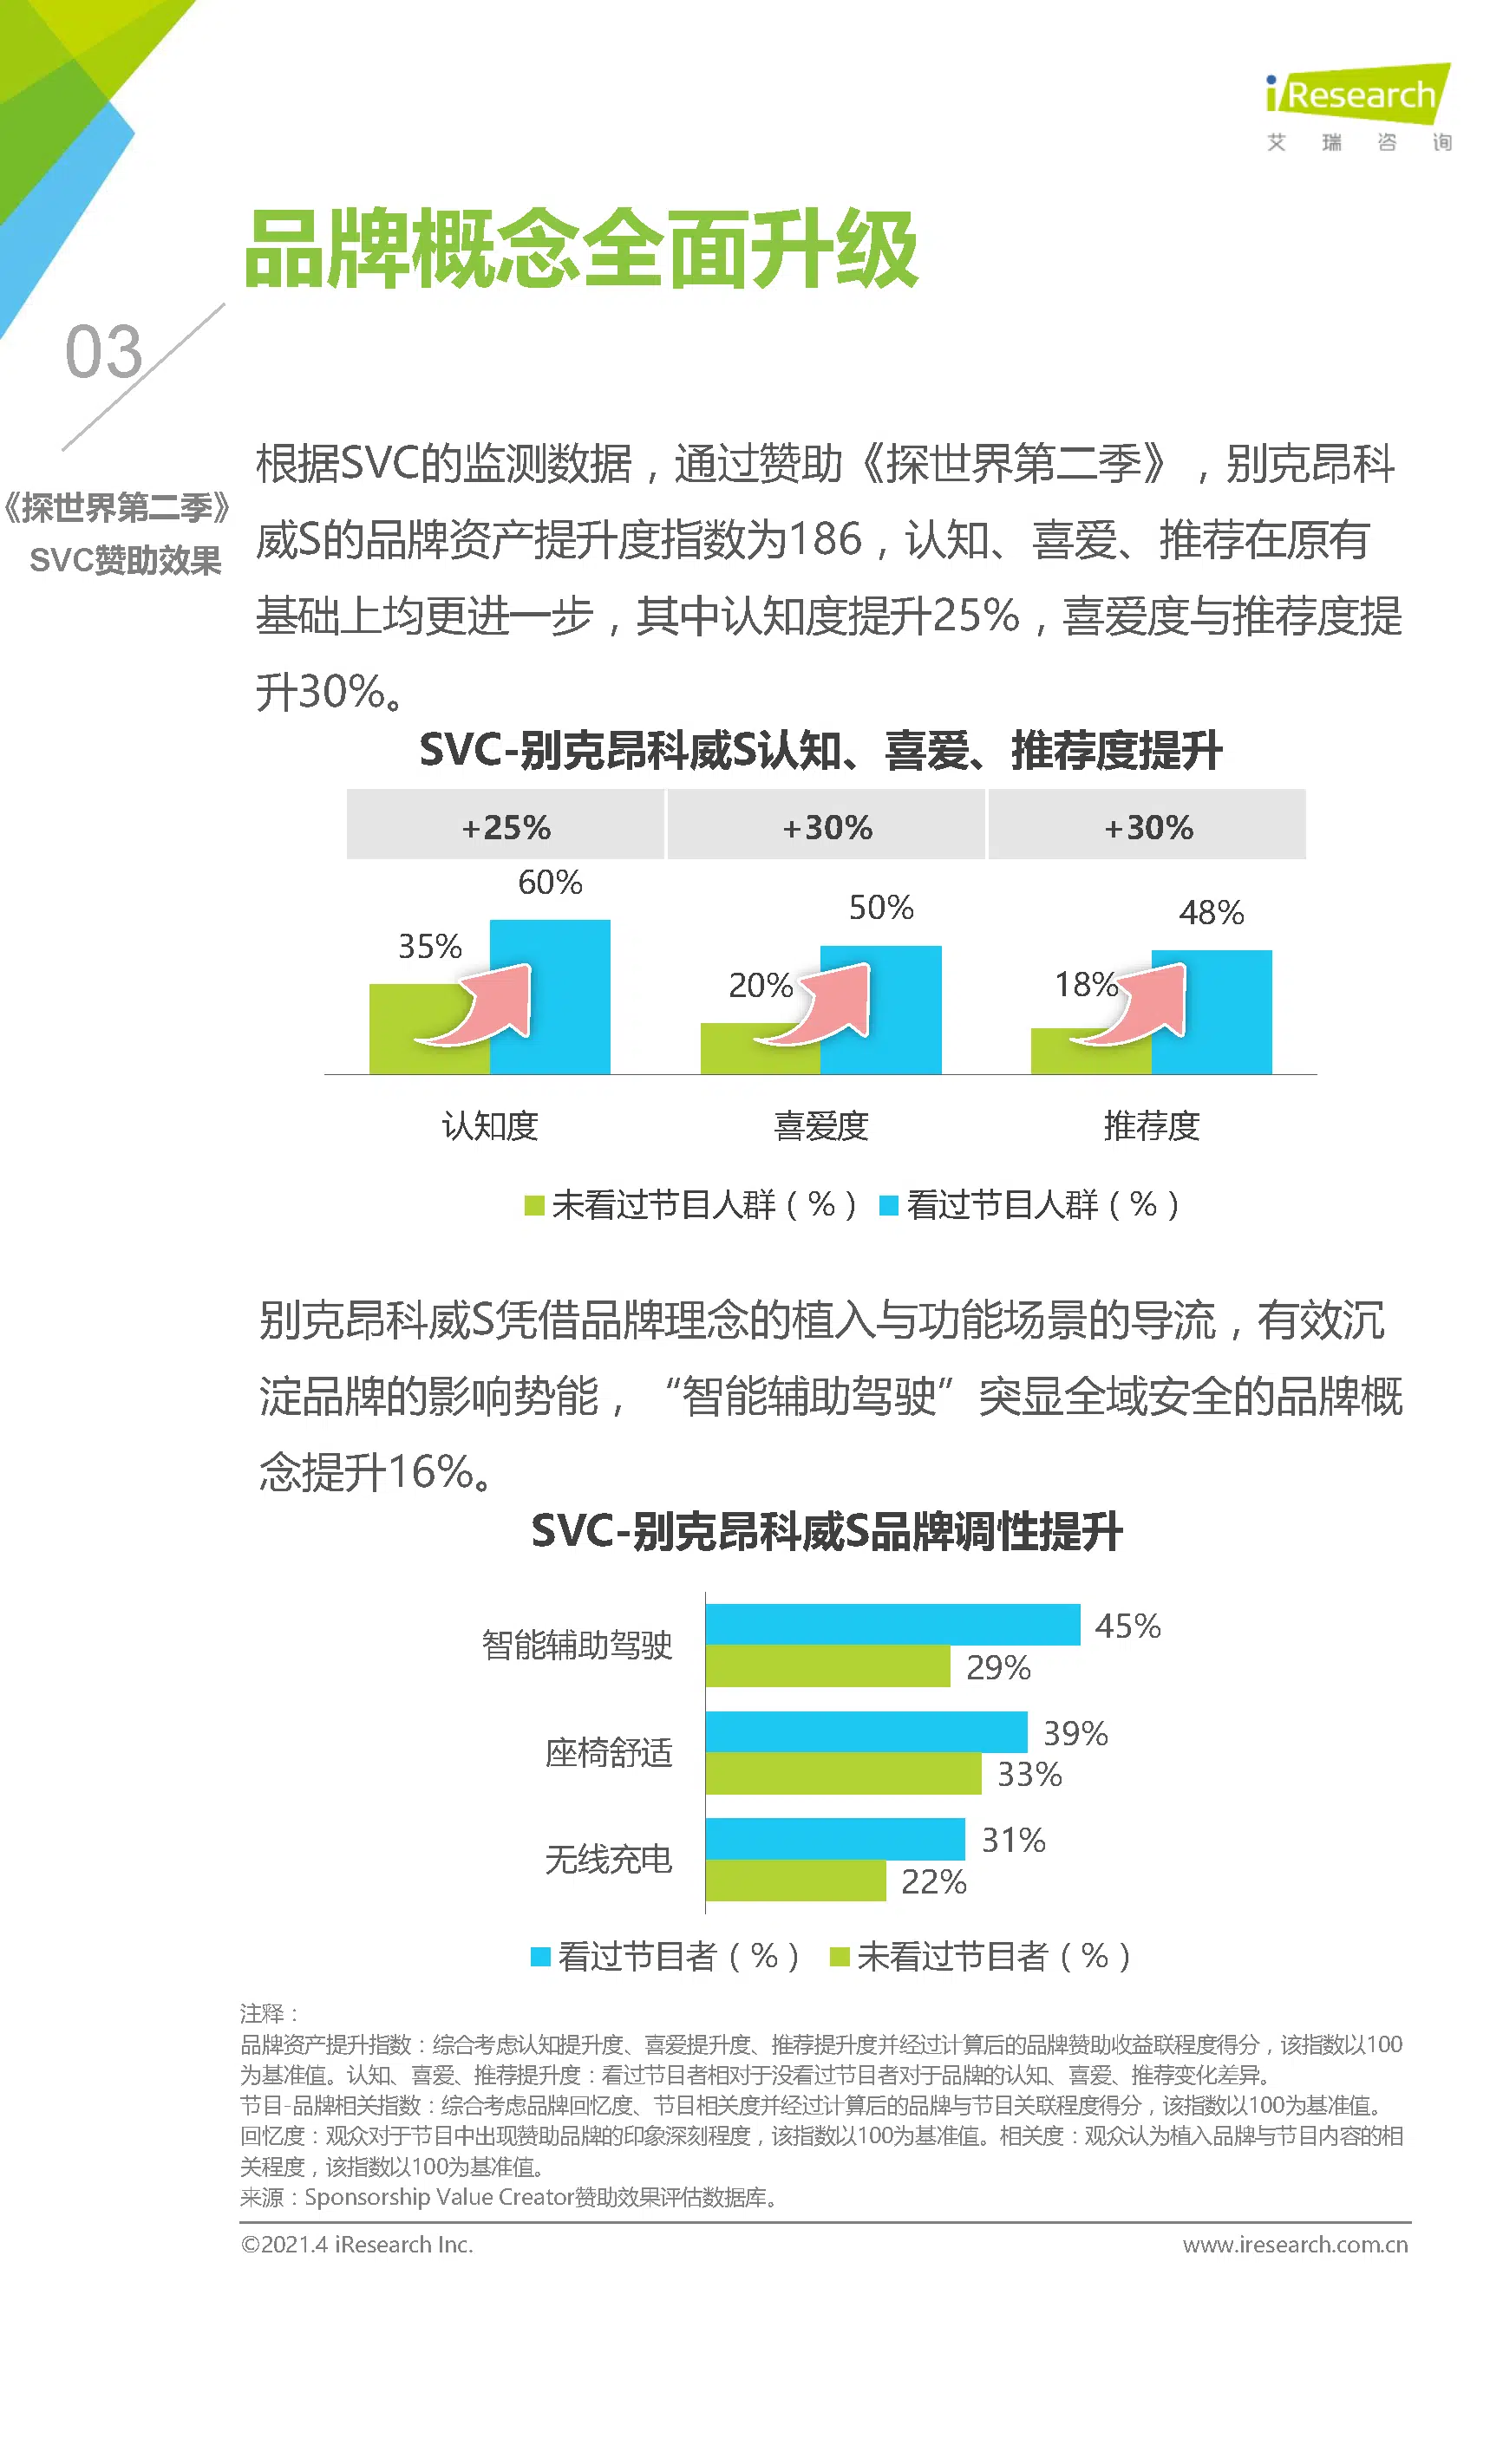 iResearch
艾瑞咨询
品牌概念全面升级
03
《探世界第二季》
SVC赞助效果
根据SVC的监测数据，通过赞助《探世界第二季》，别克昂科
威S的品牌资产提升度指数为186，认知、喜爱、推荐在原有
基础上均更进一步，其中认知度提升25%，喜爱度与推荐度提
升30%。
SVC-别克昂科威S认知、喜爱、推荐度提升
+25% +30% +30%
60%
50%
48%
35%
20%
18%
认知度 喜爱度 推荐度
未看过节目人群（%） 看过节目人群（%）
别克昂科威S凭借品牌理念的植入与功能场景的导流，有效沉
淀品牌的影响势能，“智能辅助驾驶”突显全域安全的品牌概
念提升16%。
SVC-别克昂科威S品牌调性提升
智能辅助驾驶
45%
29%
座椅舒适
39%
33%
无线充电
31%
22%
看过节目者（%） 未看过节目者（%）
注释：
品牌资产提升指数：综合考虑认知提升度、喜爱提升度、推荐提升度并经过计算后的品牌赞助收益联程度得分，该指数以100
为基准值。认知、喜爱、推荐提升度：看过节目者相对于没看过节目者对于品牌的认知、喜爱、推荐变化差异。
节目-品牌相关指数：综合考虑品牌回忆度、节目相关度并经过计算后的品牌与节目关联程度得分，该指数以100为基准值。
回忆度：观众对于节目中出现赞助品牌的印象深刻程度，该指数以100为基准值。相关度：观众认为植入品牌与节目内容的相
关程度，该指数以100为基准值。
来源：Sponsorship Value Creator赞助效果评估数据库。
©2021.4 iResearch Inc.
www.iresearch.com.cn